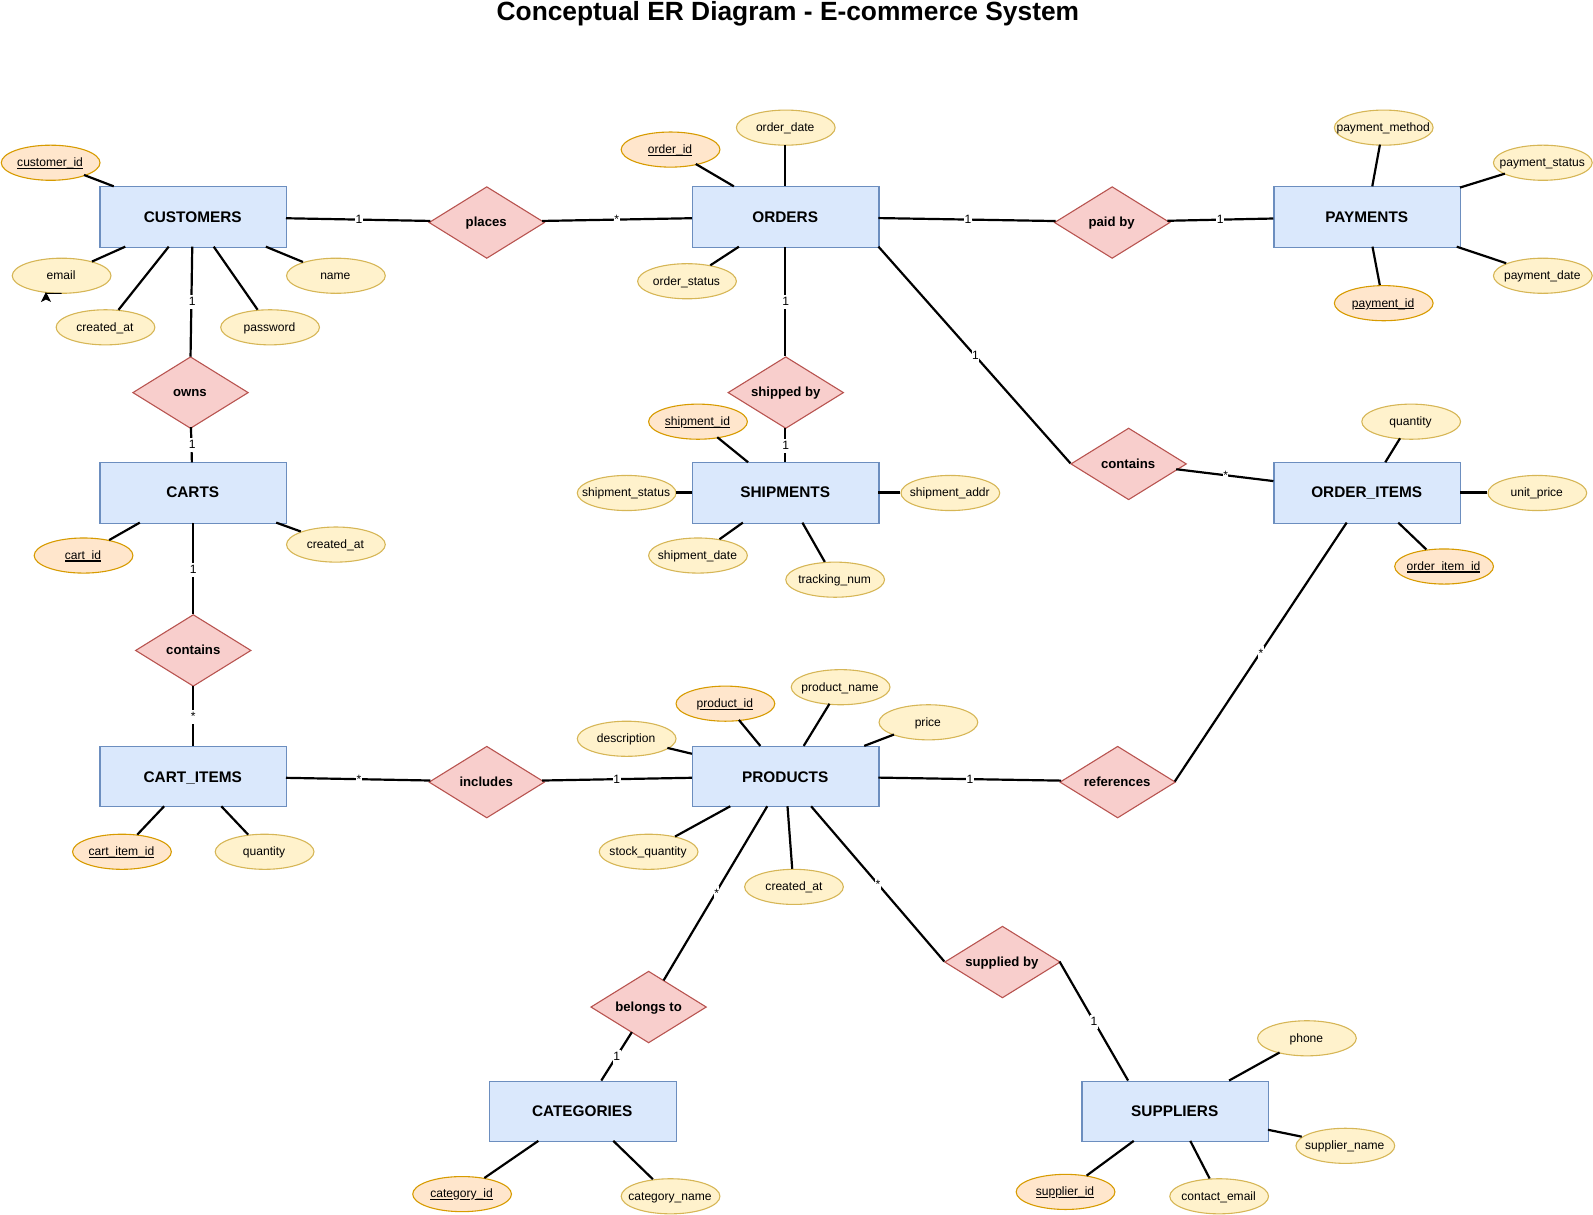 Conceptual ER Diagram - E-commerce System
order_date
payment_method
customer_id
order_id
payment_status
CUSTOMERS
1
places
*
ORDERS
1
paid by
1
PAYMENTS
email
name
order_status
payment_date
created_at
1
password
1
payment_id
1
owns
shipped by
shipment_id
quantity
1
1
contains
*
CARTS
shipment_status
SHIPMENTS
shipment_addr
ORDER_ITEMS
unit_price
cart_id
created_at
shipment_date
order_item_id
1
tracking_num
contains
*
product_name
product_id
*
price
description
CART_ITEMS
*
includes
1
PRODUCTS
1
references
cart_item_id
quantity
stock_quantity
created_at
*
*
supplied by
belongs to
1
1
phone
CATEGORIES
SUPPLIERS
supplier_name
category_id
category_name
supplier_id
contact_email